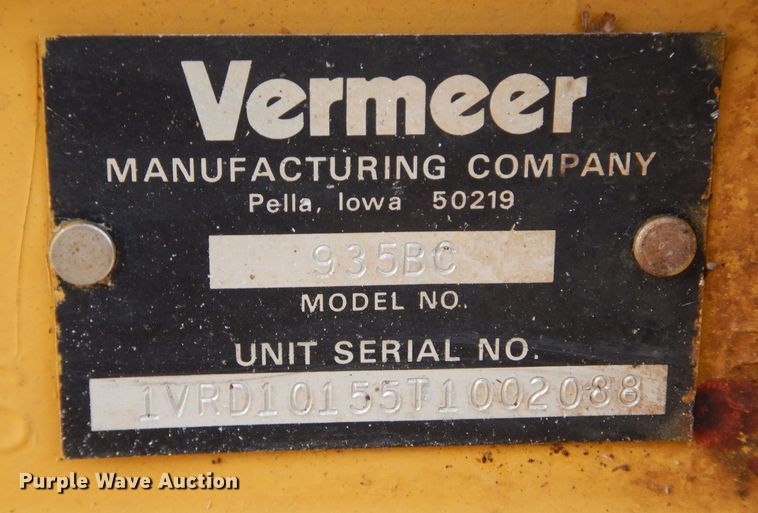 Vermeer
MANUFACTURING COMPANY
Pella, Iowa 50219
935BC
MODEL NO.
UNIT SERIAL NO.
1VRD10155T1002088
Purple Wave Auction